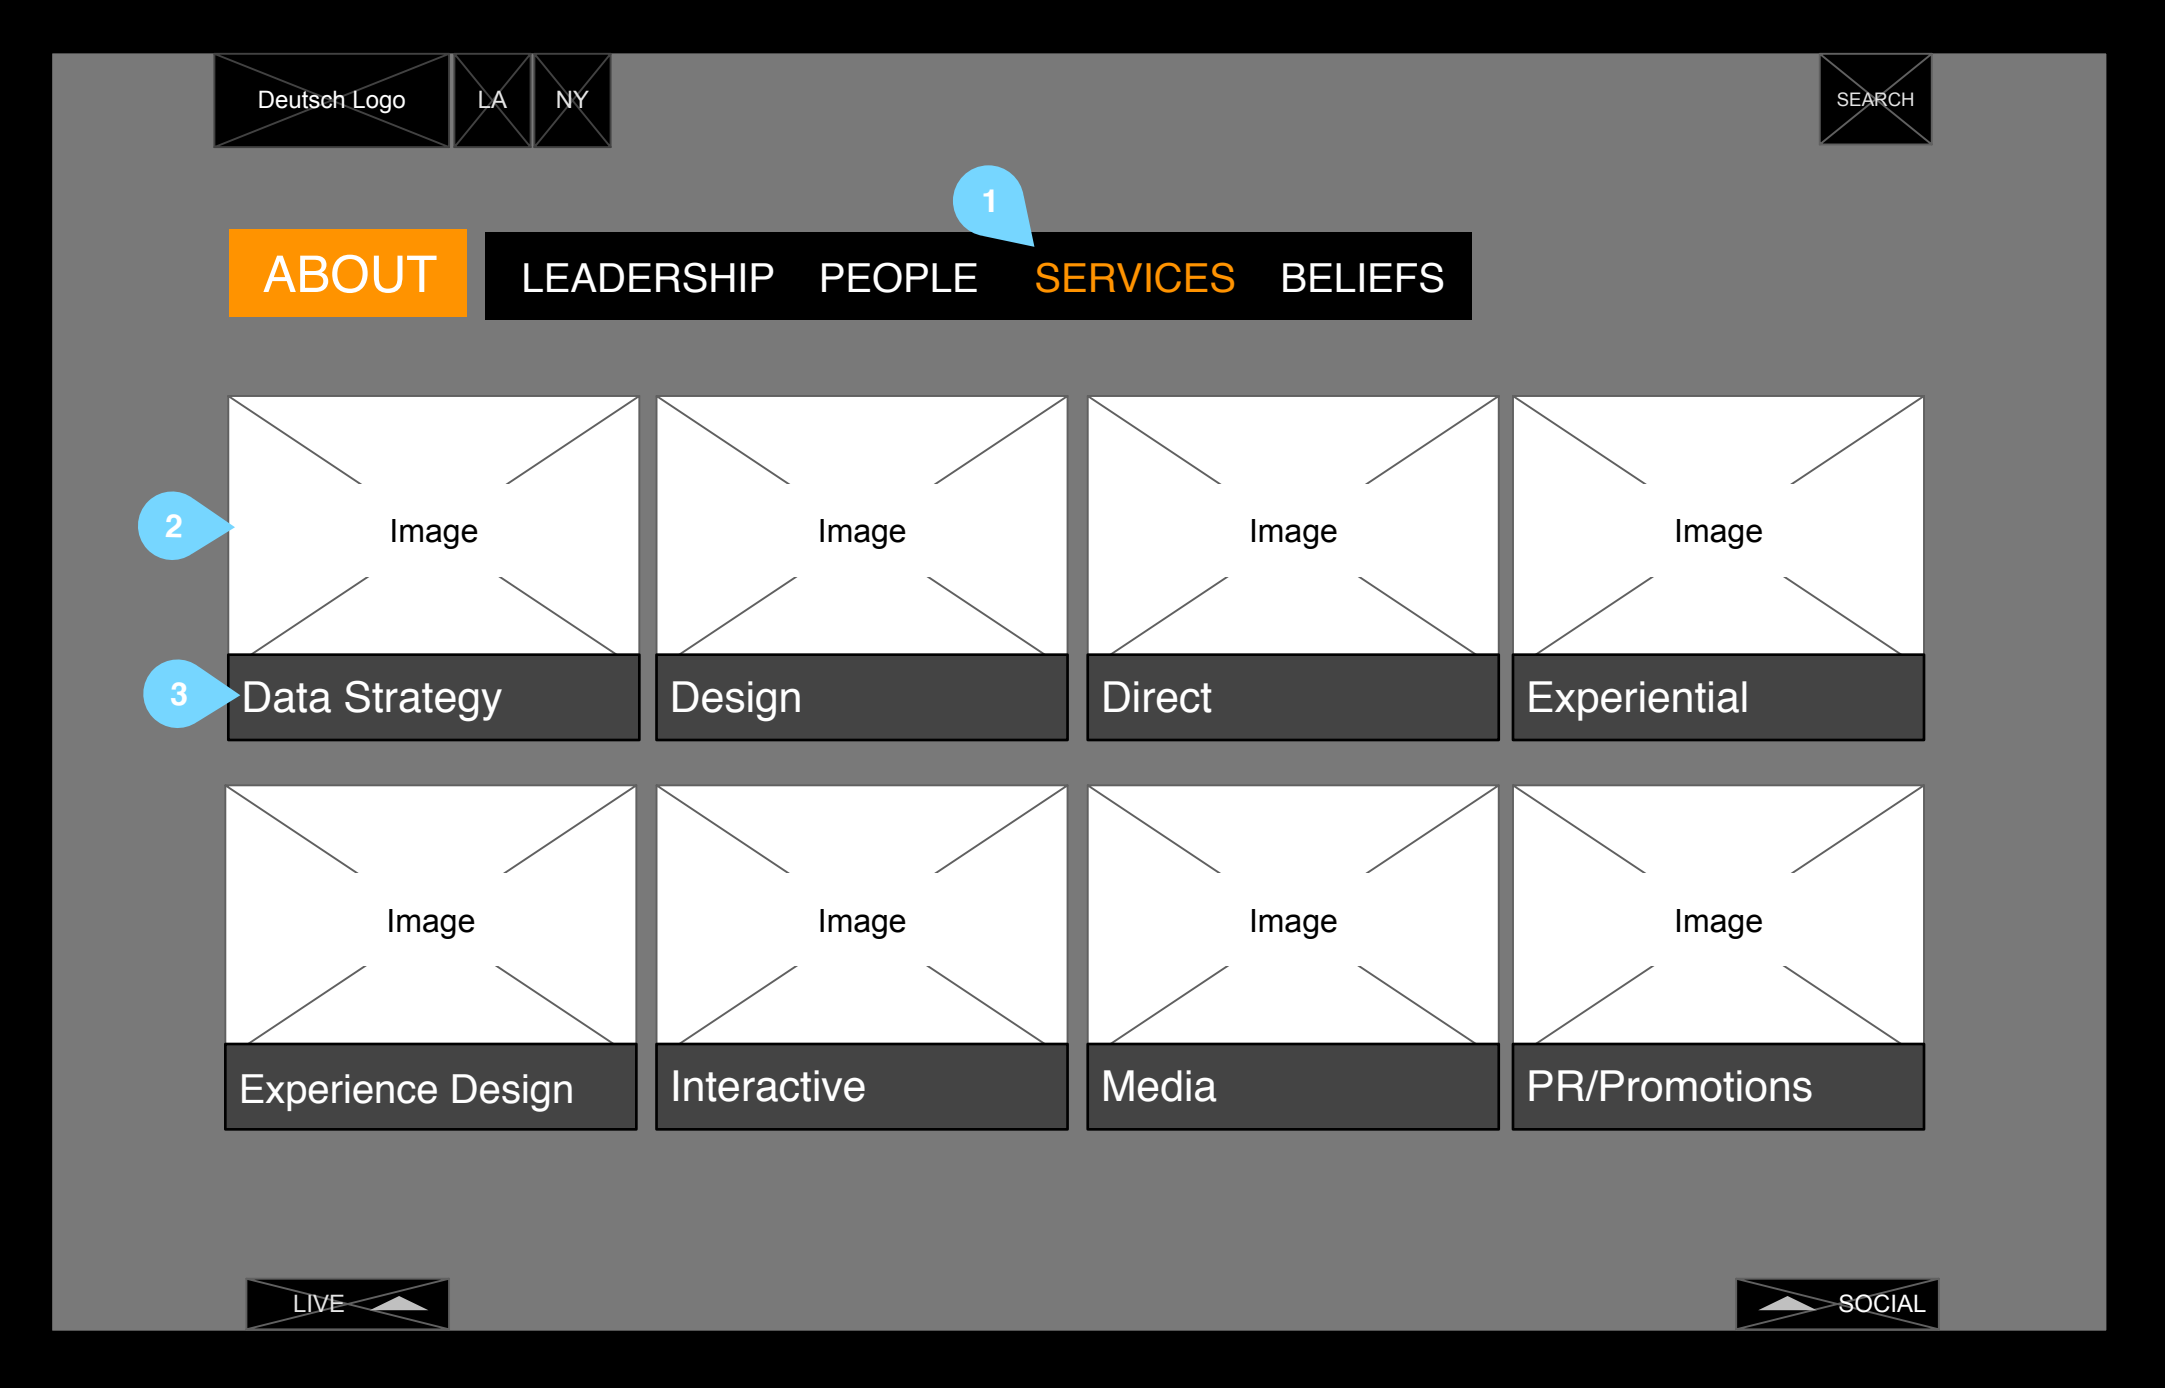 Deutsch Logo LA NY SEARCH
1
ABOUT LEADERSHIP PEOPLE SERVICES BELIEFS
2 Image Image Image Image
3 Data Strategy Design Direct Experiential
Image Image Image Image
Experience Design Interactive Media PR/Promotions
LIVE SOCIAL